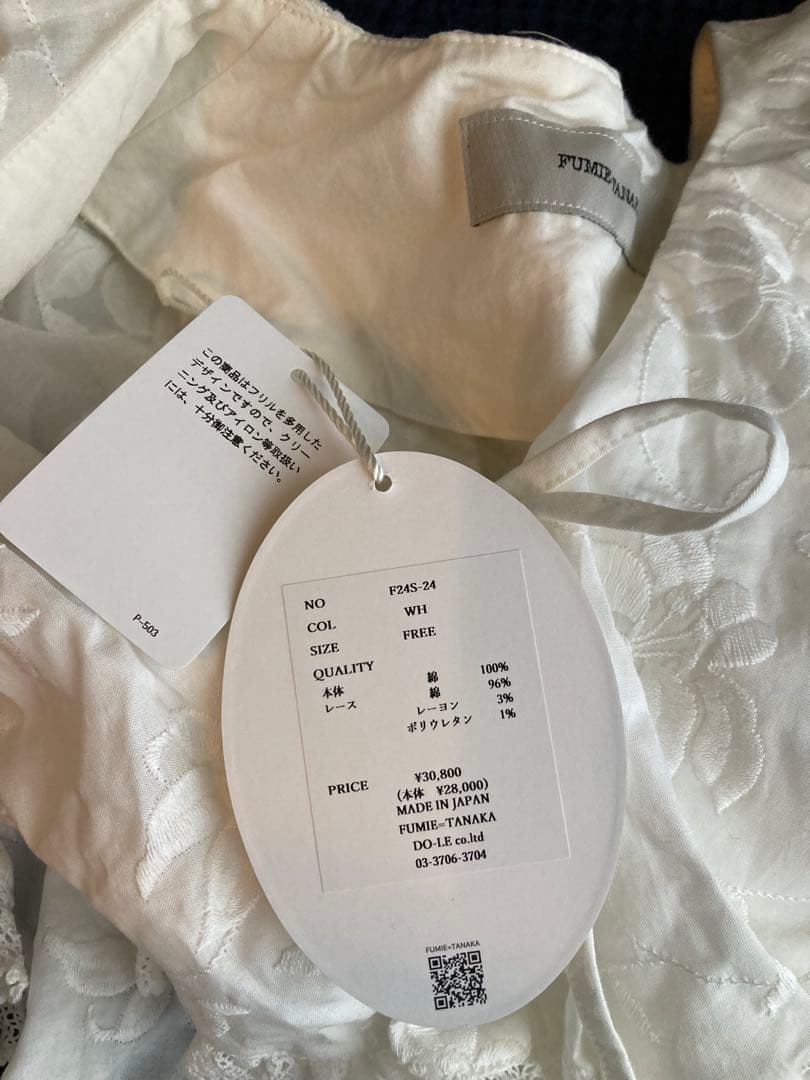 FUMIE=TANAK
この商品はフリルを多用した
デザインですので、クリー
ニング及びアイロン等取扱い
には、十分御注意ください。
P-503
NO F24S-24
COL WH
SIZE FREE
QUALITY
本体 綿 100%
レース 綿 96%
レーヨン 3%
ポリウレタン 1%
PRICE ¥30,800
(本体 ¥28,000)
MADE IN JAPAN
FUMIE=TANAKA
DO-LE co.ltd
03-3706-3704
FUMIE=TANAKA